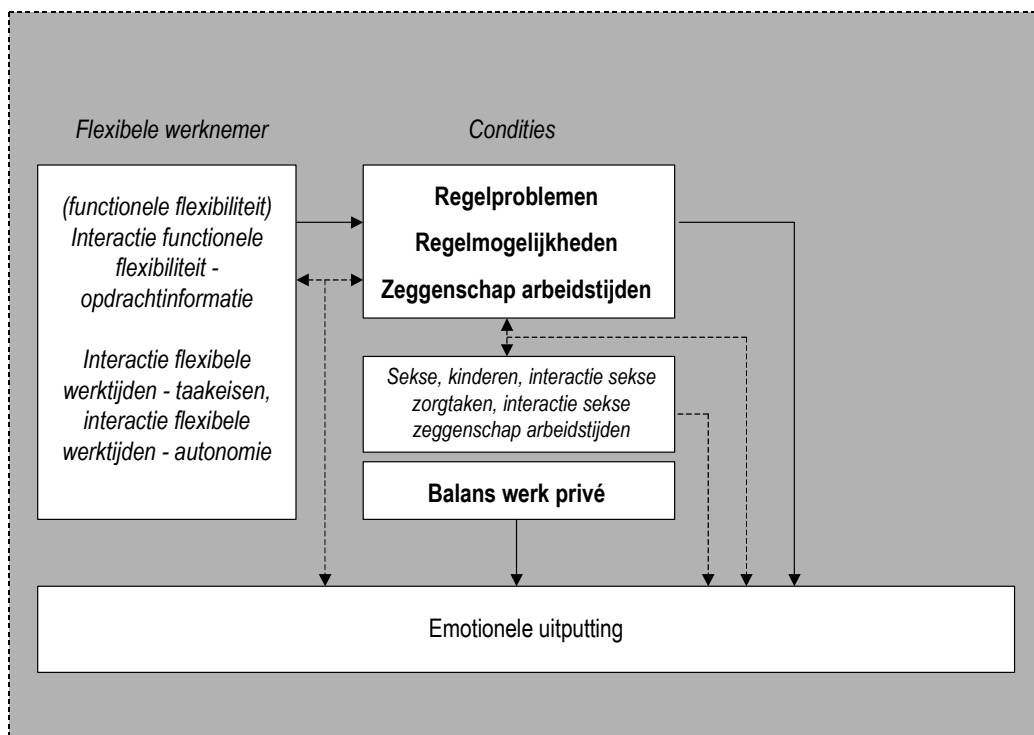 Flexibele werknemer
Condities
(functionele flexibiliteit)
Interactie functionele
flexibiliteit -
opdrachtinformatie
Interactie flexibele
werktijden - taakeisen,
interactie flexibele
werktijden - autonomie
Regelproblemen
Regelmogelijkheden
Zeggenschap arbeidstijden
Sekse, kinderen, interactie sekse
zorgtaken, interactie sekse
zeggenschap arbeidstijden
Balans werk privé
Emotionele uitputting